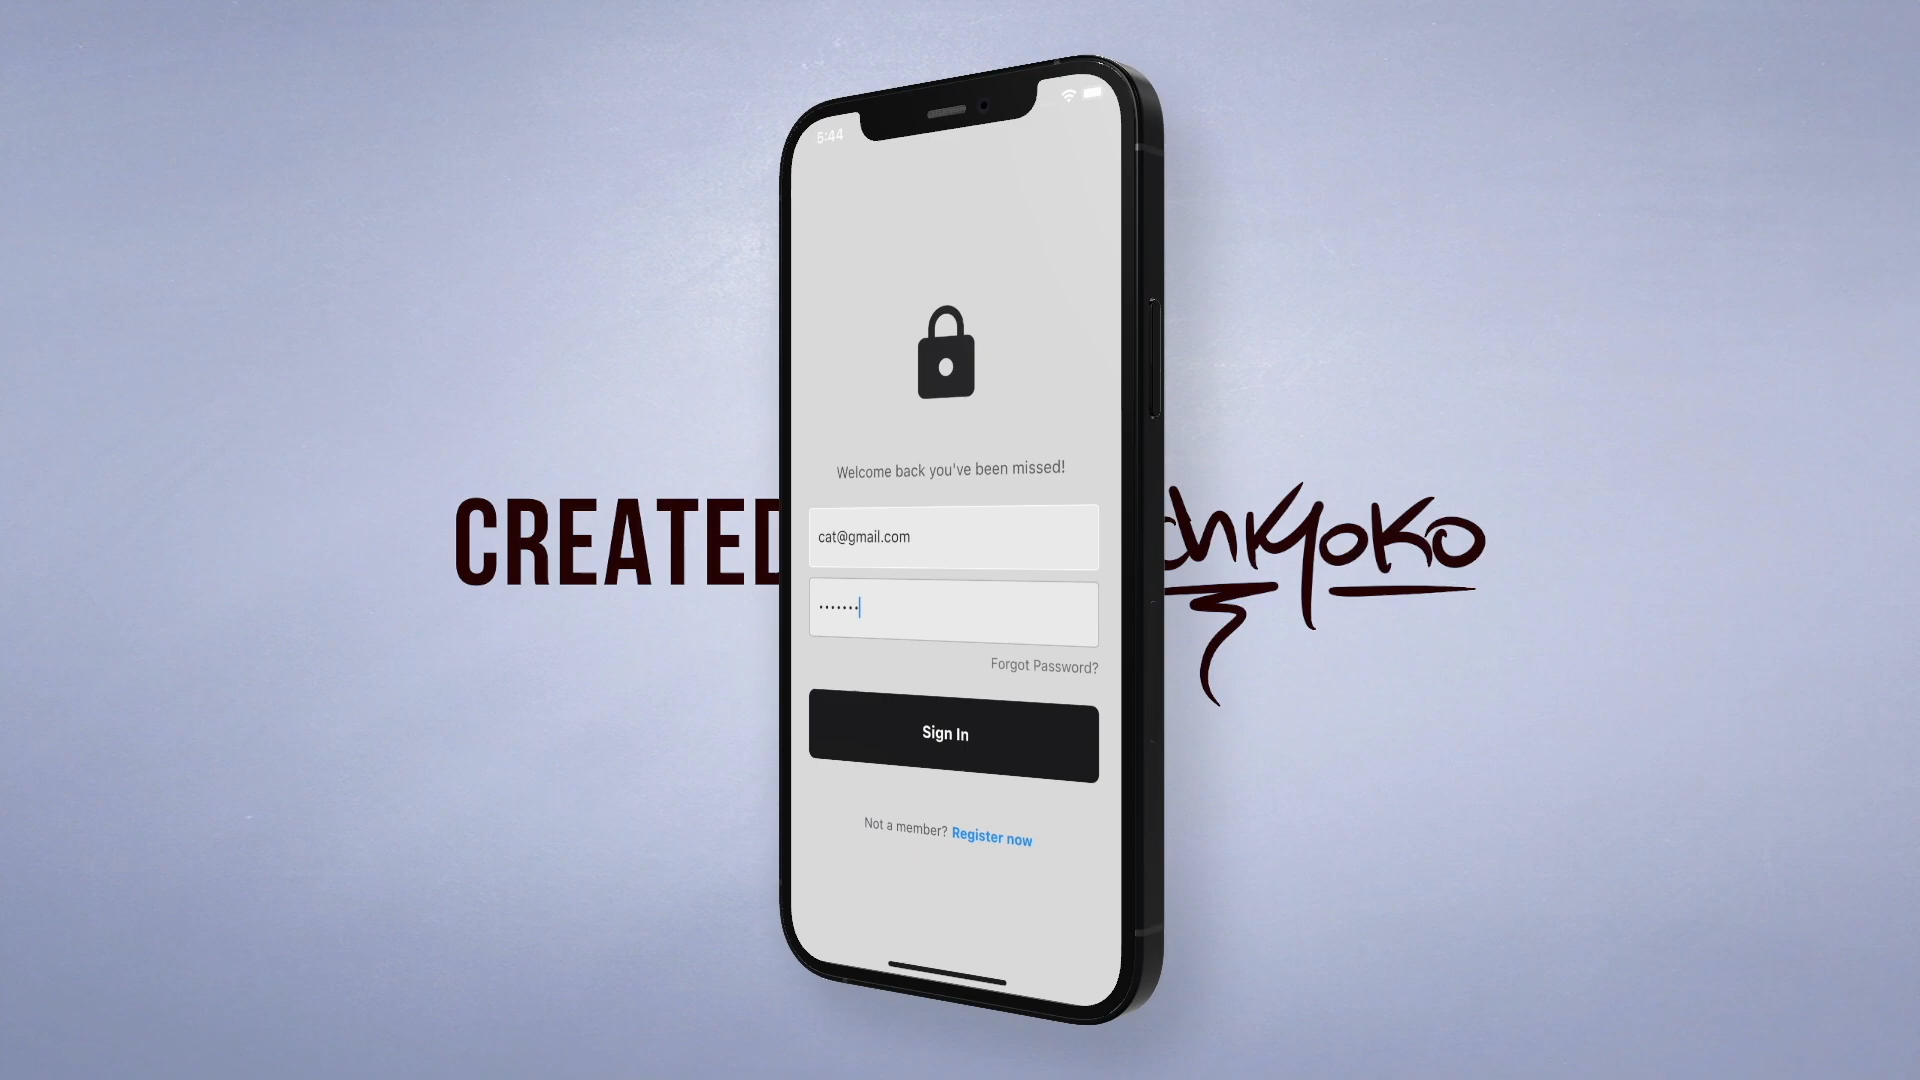 5:44
Welcome back you've been missed!
CREATED
cat@gmail.com
·······
Forgot Password?
Sign In
Not a member? Register now